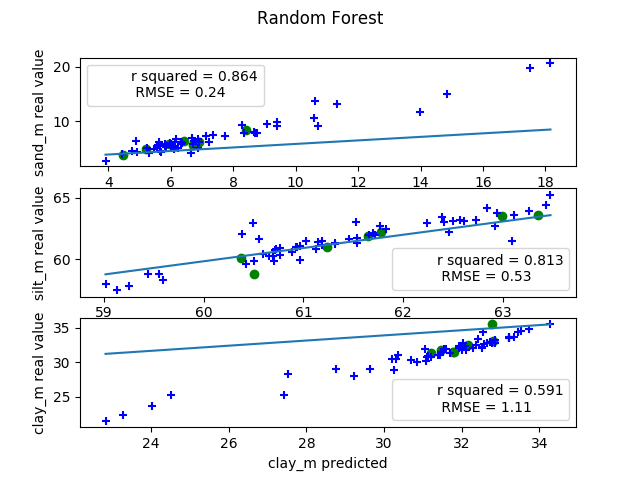 Random Forest
sand_m real value
20
10
r squared = 0.864
RMSE = 0.24
4 6 8 10 12 14 16 18
silt_m real value
65
60
r squared = 0.813
RMSE = 0.53
59 60 61 62 63
clay_m real value
35
30
25
r squared = 0.591
RMSE = 1.11
24 26 28 30 32 34
clay_m predicted